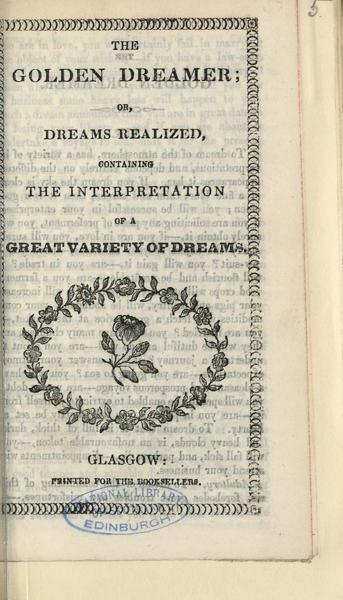 5
THE
GOLDEN DREAMER;
OR,
DREAMS REALIZED,
CONTAINING
THE INTERPRETATION
OF A
GREAT VARIETY OF DREAMS.
GLASGOW:
PRINTED FOR THE BOOKSELLERS.
NATIONAL LIBRARY
EDINBURGH